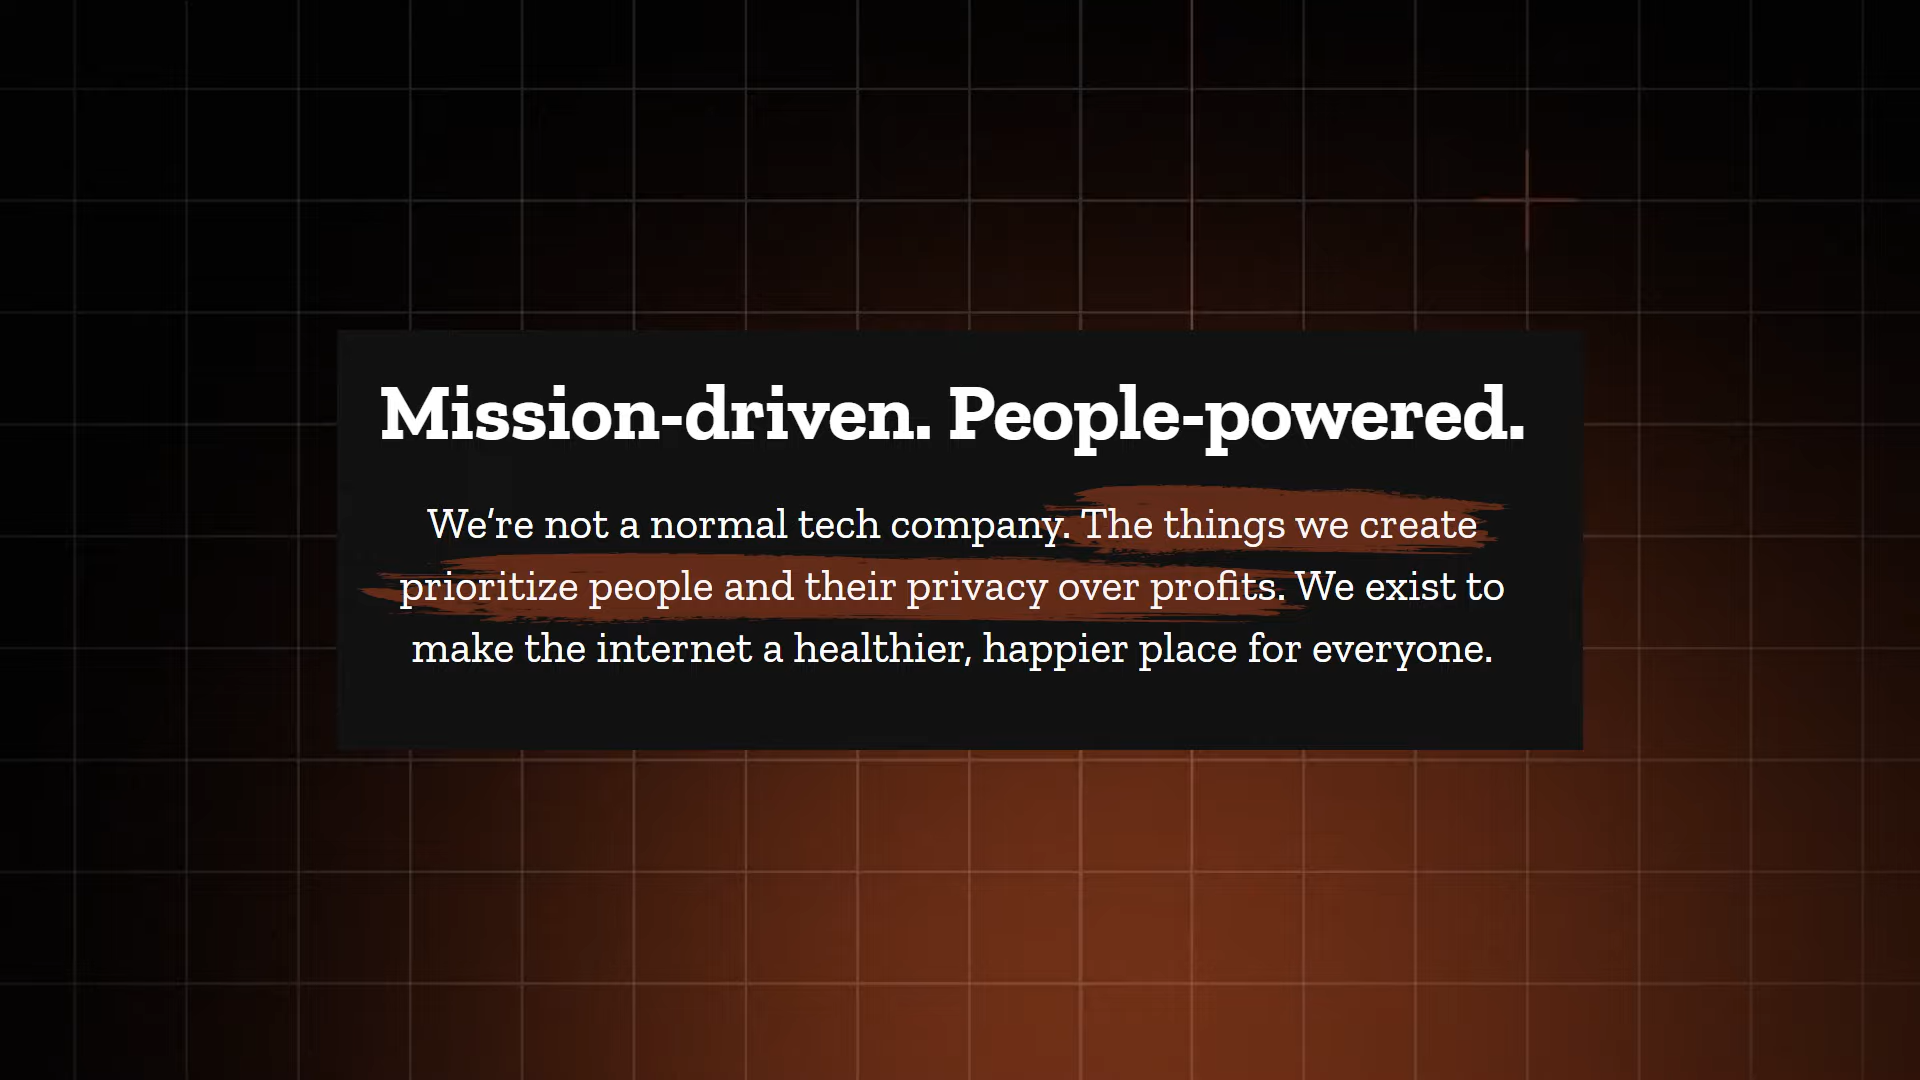 Mission-driven. People-powered.
We’re not a normal tech company. The things we create
prioritize people and their privacy over profits. We exist to
make the internet a healthier, happier place for everyone.